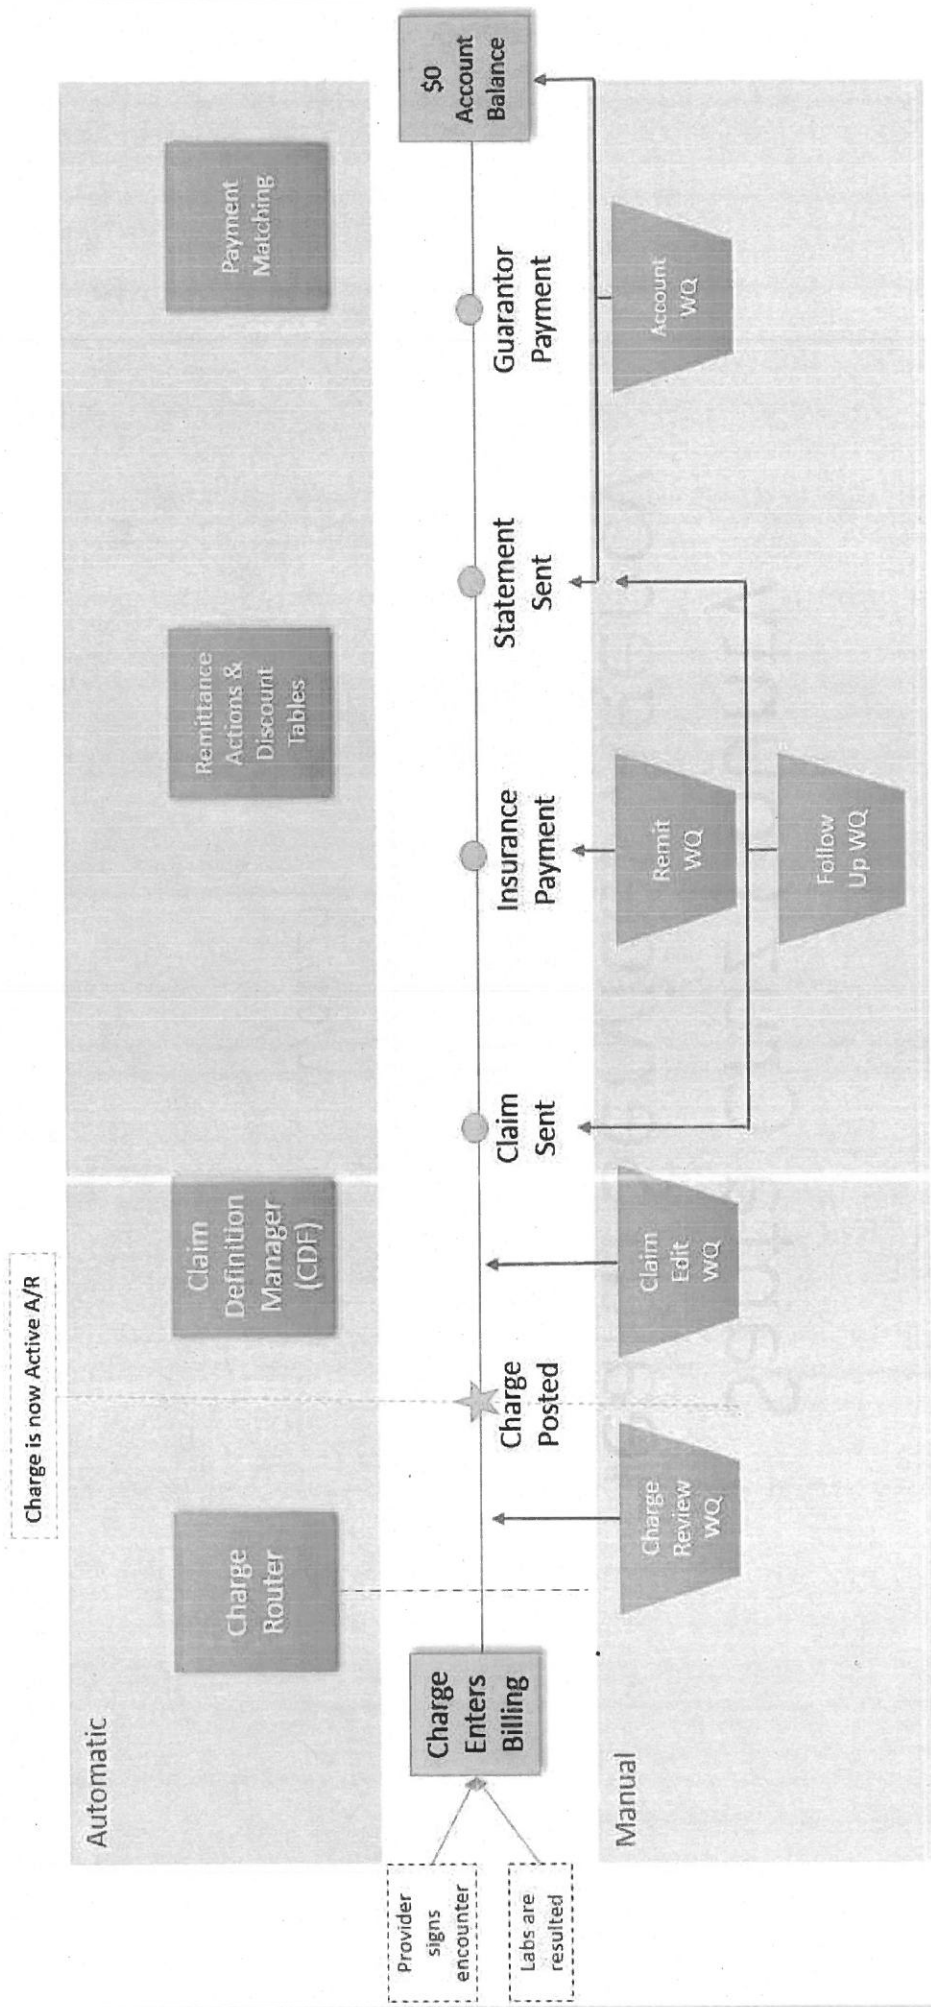 Charge is now Active A/R
Automatic
Charge
Router
Claim
Definition
Manager
(CDF)
Remittance
Actions &
Discount
Tables
Payment
Matching
Provider
signs
encounter
Labs are
resulted
Charge
Enters
Billing
Charge
Posted
Claim
Sent
Insurance
Payment
Statement
Sent
Guarantor
Payment
$0
Account
Balance
Manual
Charge
Review
WQ
Claim
Edit
WQ
Remit
WQ
Follow
Up WQ
Account
WQ